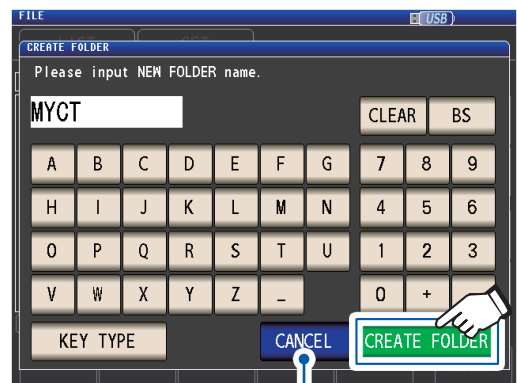 FILE USB
CREATE FOLDER
Please input NEW FOLDER name.
MYCT CLEAR BS
A B C D E F G 7 8 9
H I J K L M N 4 5 6
O P Q R S T U 1 2 3
V W X Y Z _ 0 +
KEY TYPE CANCEL CREATE FOLDER